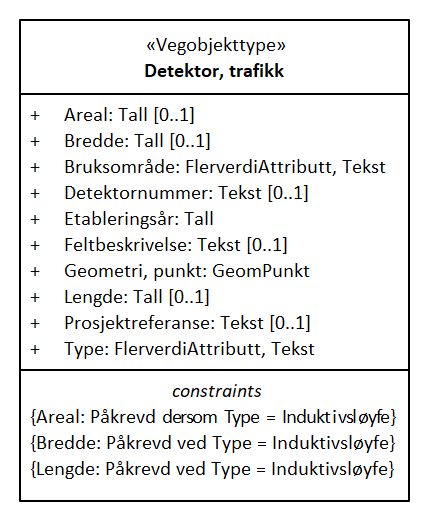 «Vegobjekttype»
Detektor, trafikk
+ Areal: Tall [0..1]
+ Bredde: Tall [0..1]
+ Bruksområde: FlerverdiAttributt, Tekst
+ Detektornummer: Tekst [0..1]
+ Etableringsår: Tall
+ Feltbeskrivelse: Tekst [0..1]
+ Geometri, punkt: GeomPunkt
+ Lengde: Tall [0..1]
+ Prosjektreferanse: Tekst [0..1]
+ Type: FlerverdiAttributt, Tekst
constraints
{Areal: Påkrevd dersom Type = Induktivsløyfe}
{Bredde: Påkrevd ved Type = Induktivsløyfe}
{Lengde: Påkrevd ved Type = Induktivsløyfe}